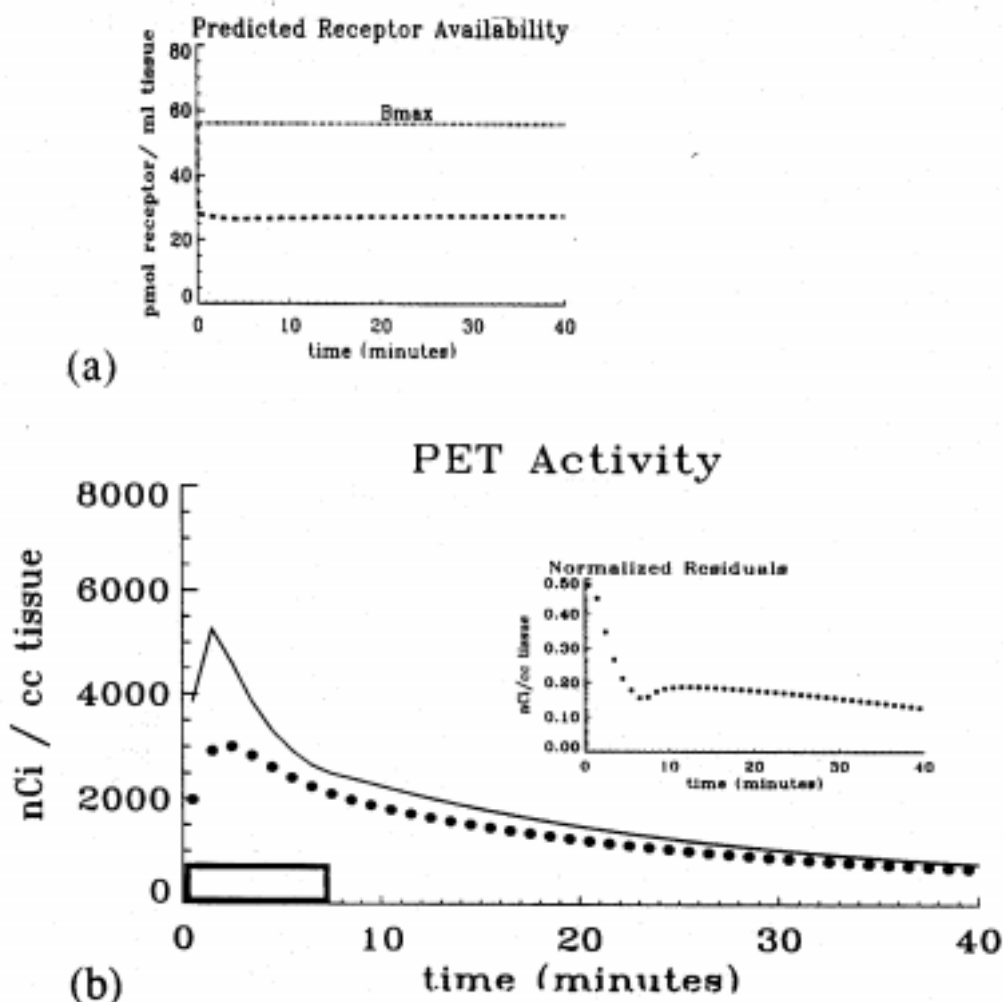 Predicted Receptor Availability
pmol receptor/ ml tissue
80
60
40
20
0
Bmax
0 10 20 30 40
time (minutes)
(a)
PET Activity
nCi / cc tissue
8000
6000
4000
2000
0
Normalized Residuals
nCi/cc tissue
0.50
0.40
0.30
0.20
0.10
0.00
0 10 20 30 40
time (minutes)
0 10 20 30 40
time (minutes)
(b)